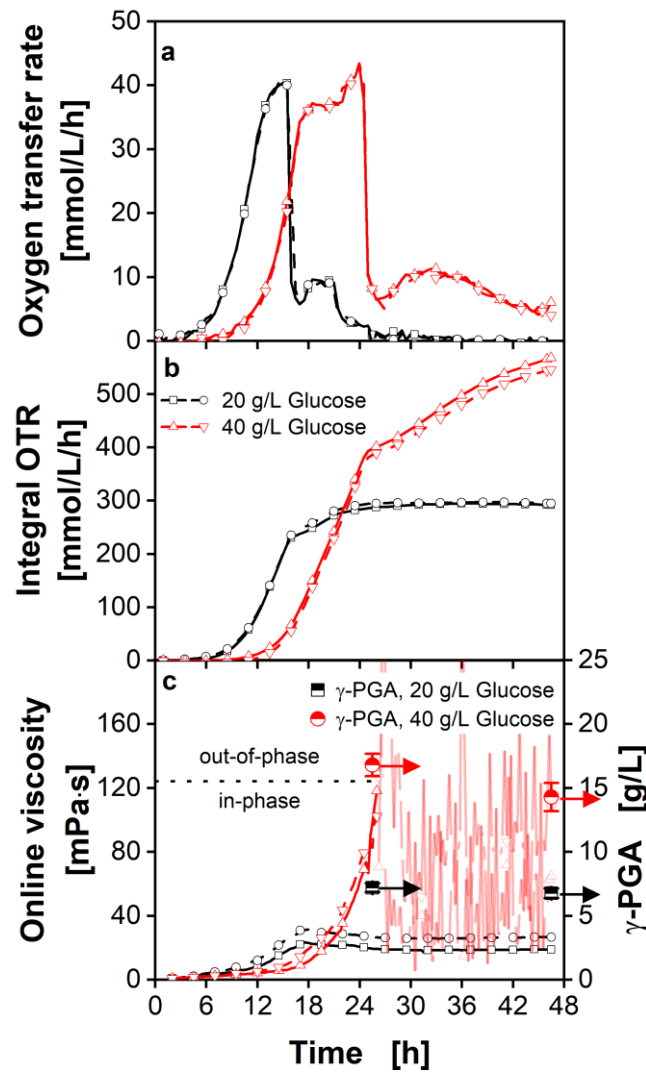 a
Oxygen transfer rate
[mmol/L/h]
50
40
30
20
10
0
b
Integral OTR
[mmol/L/h]
500
400
300
200
100
0
20 g/L Glucose
40 g/L Glucose
c
Online viscosity
[mPa·s]
160
120
80
40
0
γ-PGA, 20 g/L Glucose
γ-PGA, 40 g/L Glucose
out-of-phase
in-phase
25
20
15
10
5
0
γ-PGA [g/L]
0 6 12 18 24 30 36 42 48
Time [h]